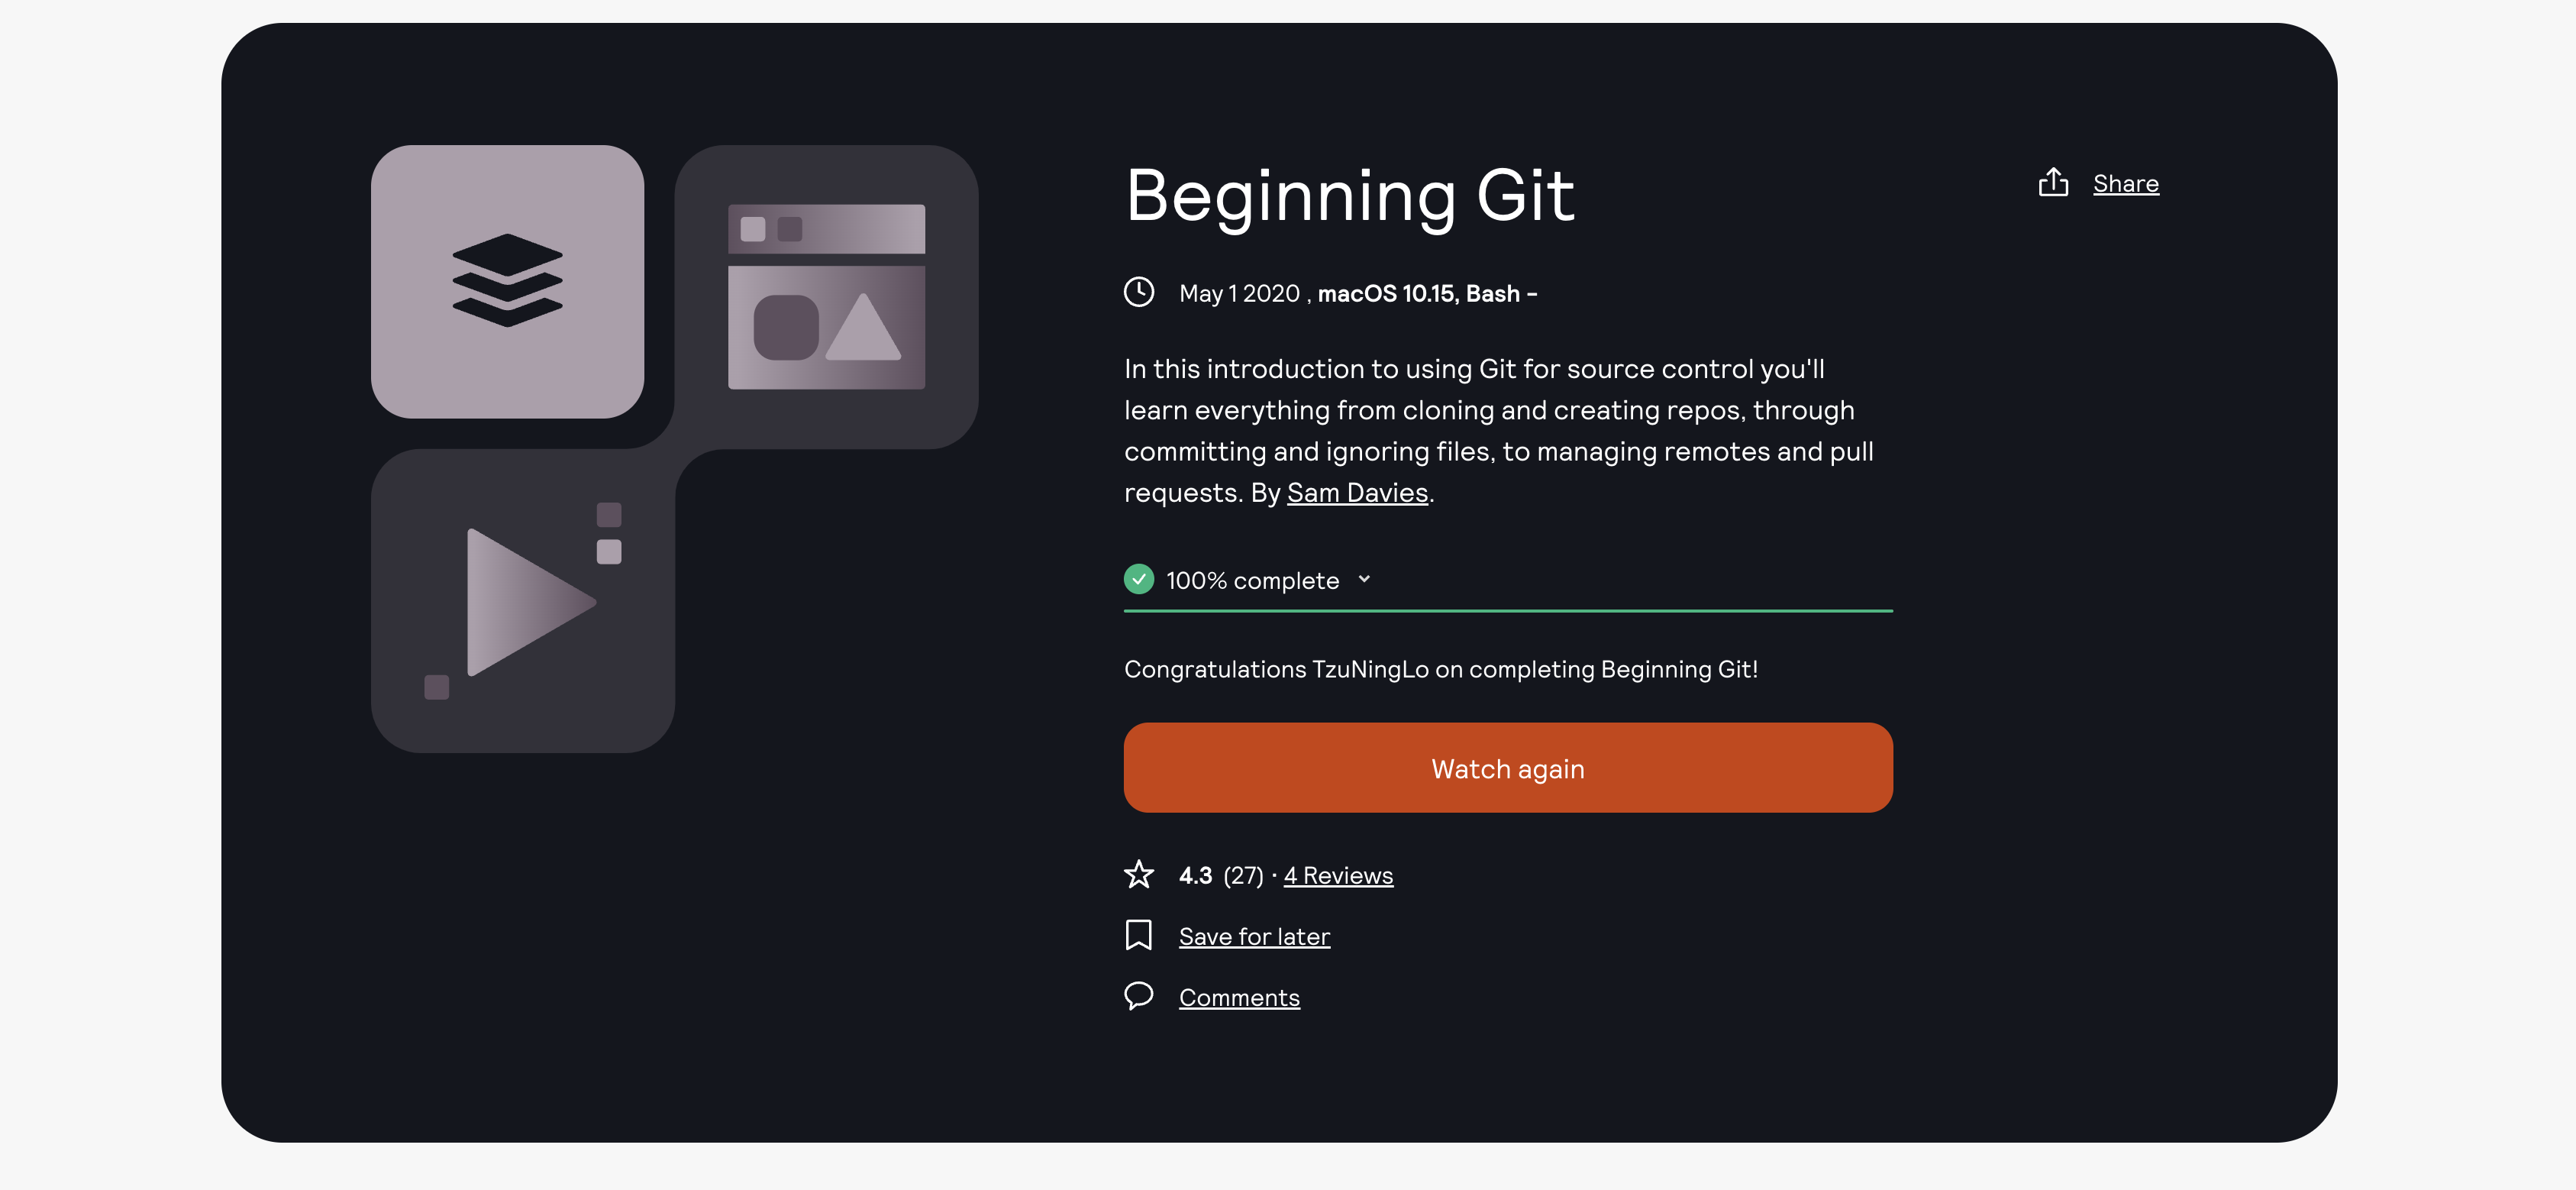 Beginning Git
Share
May 1 2020 , macOS 10.15, Bash –
In this introduction to using Git for source control you'll
learn everything from cloning and creating repos, through
committing and ignoring files, to managing remotes and pull
requests. By Sam Davies.
100% complete
Congratulations TzuNingLo on completing Beginning Git!
Watch again
4.3 (27) · 4 Reviews
Save for later
Comments